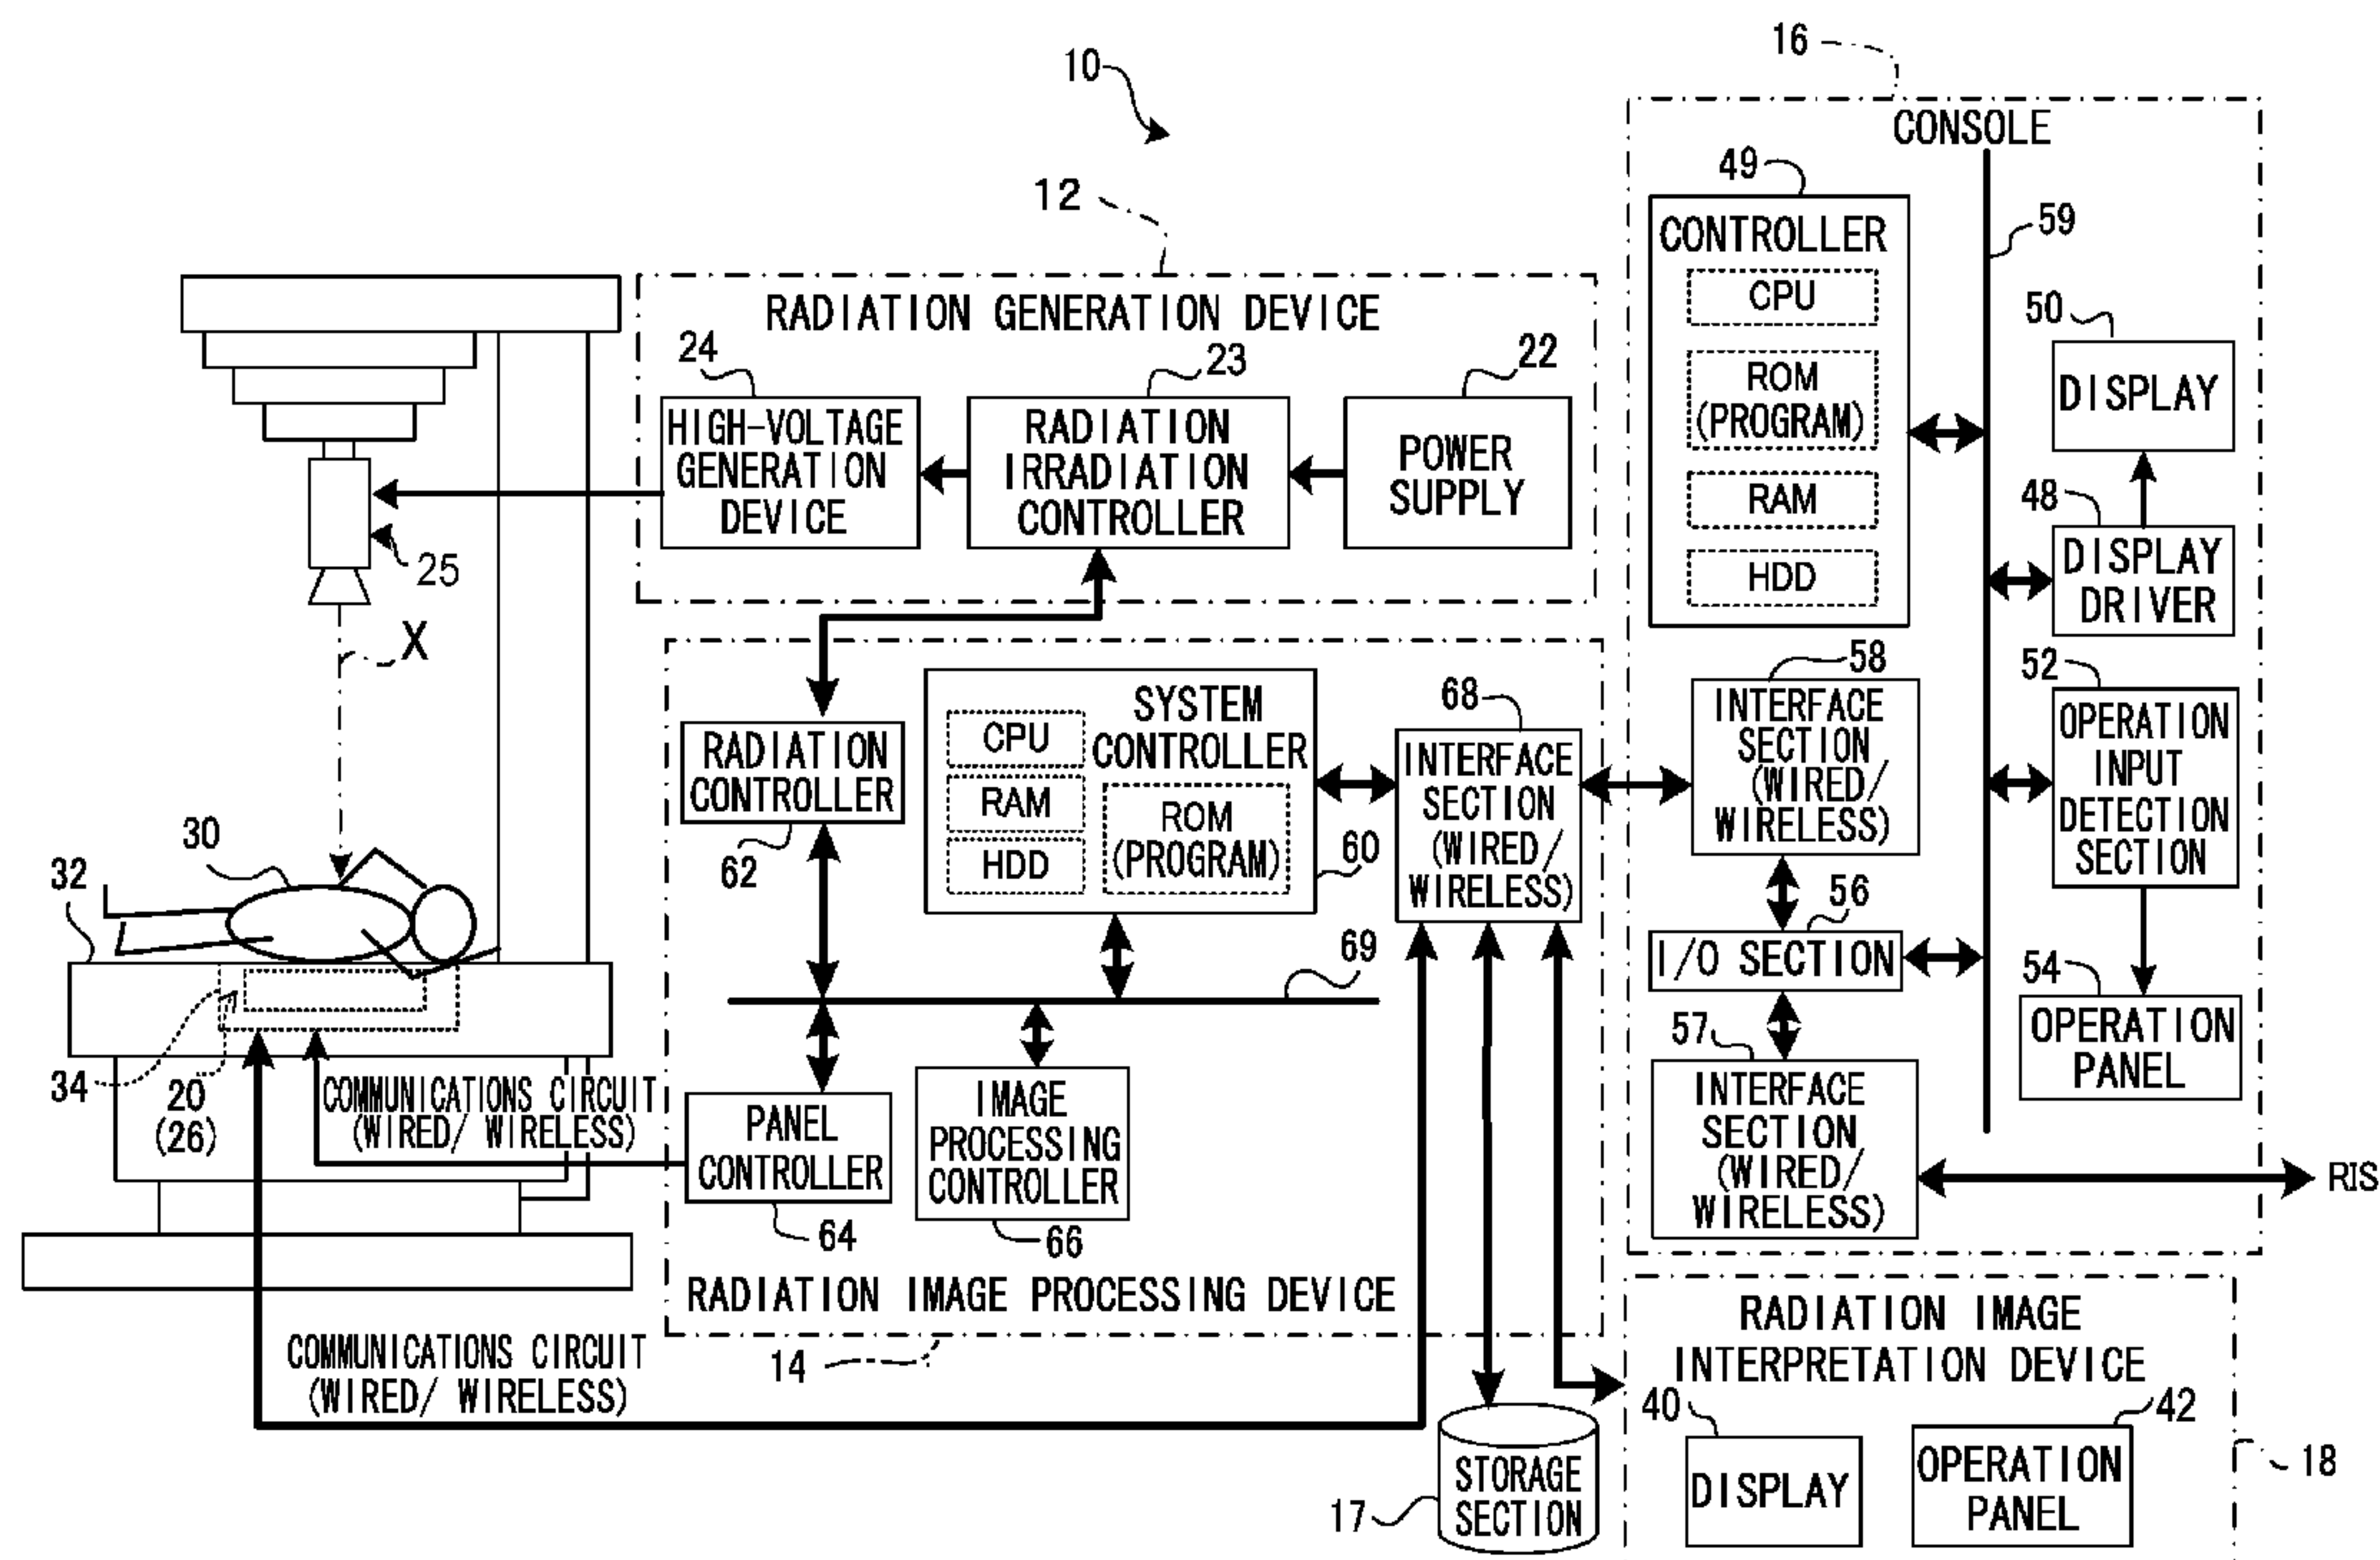 10
12
RADIATION GENERATION DEVICE
24
HIGH-VOLTAGE
GENERATION
DEVICE
23
RADIATION
IRRADIATION
CONTROLLER
22
POWER
SUPPLY
25
X
30
32
34
20
(26)
COMMUNICATIONS CIRCUIT
(WIRED/ WIRELESS)
COMMUNICATIONS CIRCUIT
(WIRED/ WIRELESS)
RADIATION
CONTROLLER
62
SYSTEM
CONTROLLER
CPU
RAM
HDD
ROM
(PROGRAM)
60
68
INTERFACE
SECTION
(WIRED/
WIRELESS)
69
PANEL
CONTROLLER
64
IMAGE
PROCESSING
CONTROLLER
66
RADIATION IMAGE PROCESSING DEVICE
14
16
CONSOLE
49
CONTROLLER
CPU
ROM
(PROGRAM)
RAM
HDD
59
50
DISPLAY
48
DISPLAY
DRIVER
58
INTERFACE
SECTION
(WIRED/
WIRELESS)
52
OPERATION
INPUT
DETECTION
SECTION
56
I/O SECTION
54
OPERATION
PANEL
57
INTERFACE
SECTION
(WIRED/
WIRELESS)
RIS
RADIATION IMAGE
INTERPRETATION DEVICE
40
DISPLAY
42
OPERATION
PANEL
18
17
STORAGE
SECTION